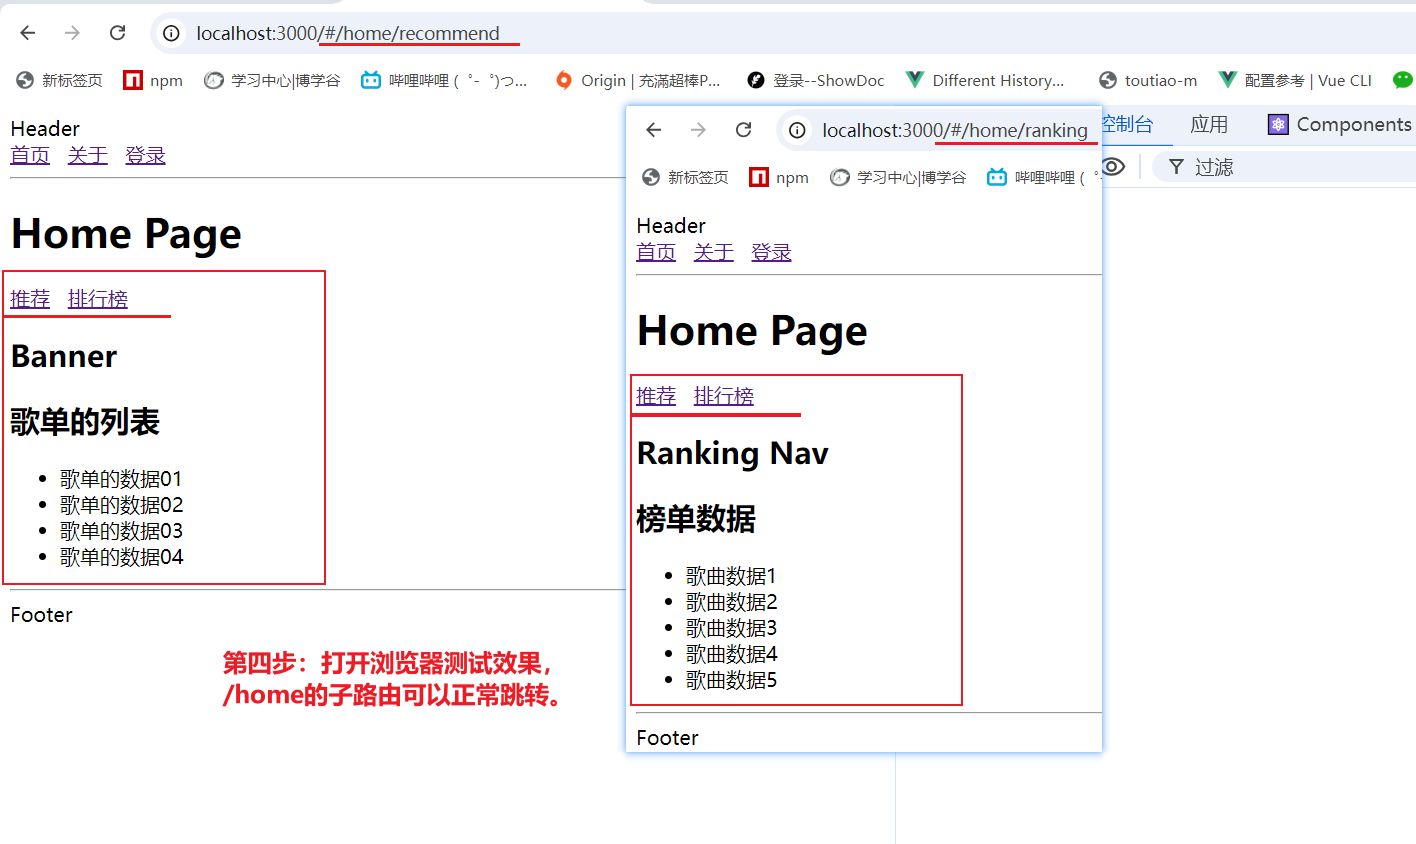 localhost:3000/#/home/recommend
新标签页 npm 学习中心|博学谷 哔哩哔哩 ( ゜- ゜)つ... Origin | 充满超棒P... 登录--ShowDoc Different History... toutiao-m 配置参考 | Vue CLI
Header
首页 关于 登录
Home Page
推荐 排行榜
Banner
歌单的列表
歌单的数据01
歌单的数据02
歌单的数据03
歌单的数据04
Footer
第四步：打开浏览器测试效果，
/home的子路由可以正常跳转。
localhost:3000/#/home/ranking
新标签页 npm 学习中心|博学谷 哔哩哔哩 ( ゜
Header
首页 关于 登录
Home Page
推荐 排行榜
Ranking Nav
榜单数据
歌曲数据1
歌曲数据2
歌曲数据3
歌曲数据4
歌曲数据5
Footer
控制台 应用 Components
过滤